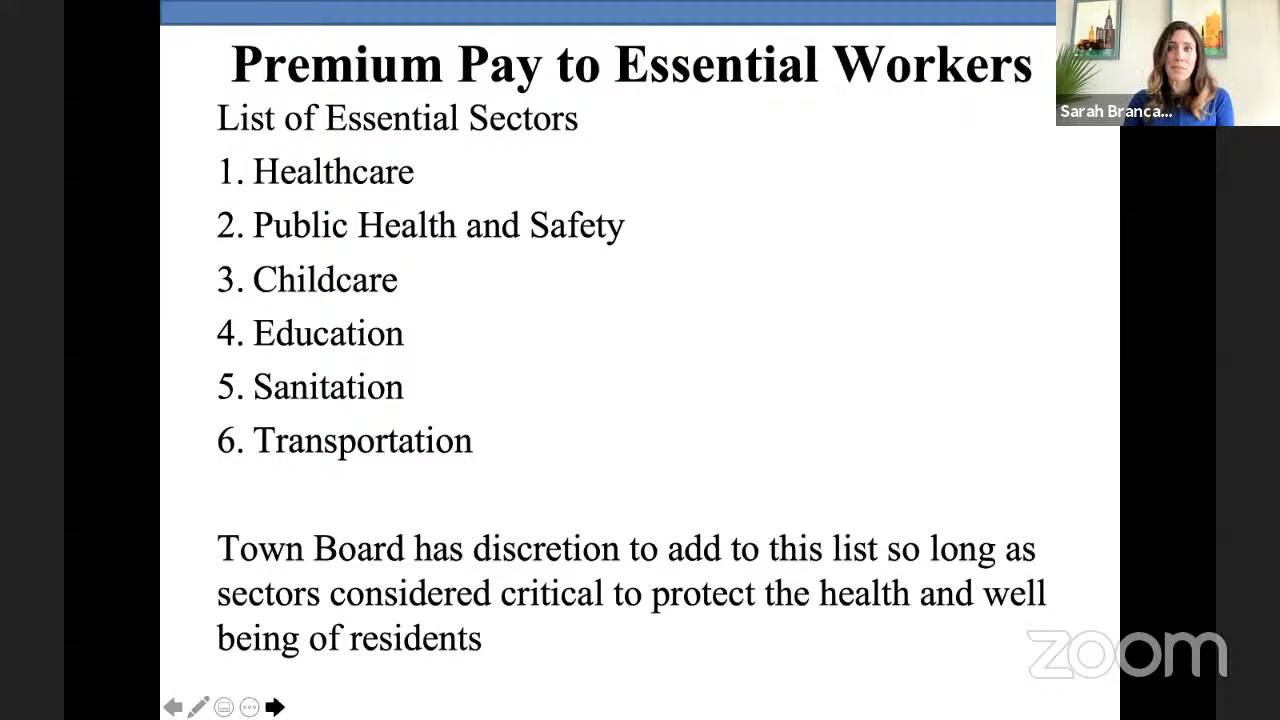 Premium Pay to Essential Workers
List of Essential Sectors
1. Healthcare
2. Public Health and Safety
3. Childcare
4. Education
5. Sanitation
6. Transportation
Town Board has discretion to add to this list so long as
sectors considered critical to protect the health and well
being of residents
Sarah Branca...
zoom